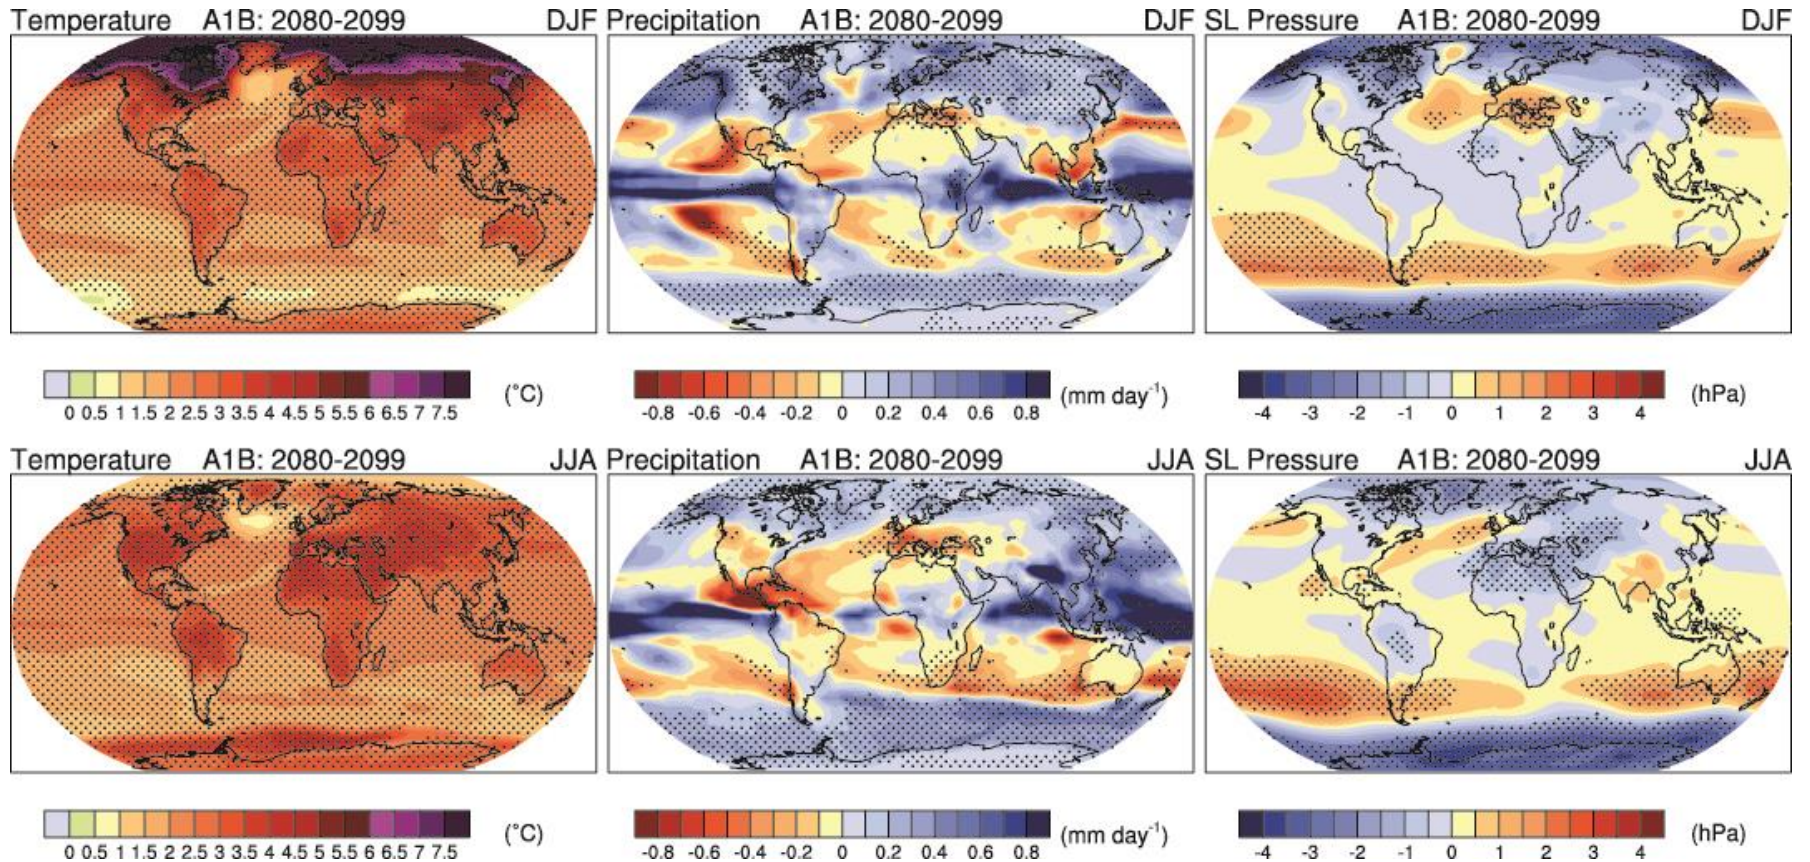 Temperature A1B: 2080-2099 DJF
Precipitation A1B: 2080-2099 DJF
SL Pressure A1B: 2080-2099 DJF
0 0.5 1 1.5 2 2.5 3 3.5 4 4.5 5 5.5 6 6.5 7 7.5 (°C)
-0.8 -0.6 -0.4 -0.2 0 0.2 0.4 0.6 0.8 (mm day⁻¹)
-4 -3 -2 -1 0 1 2 3 4 (hPa)
Temperature A1B: 2080-2099 JJA
Precipitation A1B: 2080-2099 JJA
SL Pressure A1B: 2080-2099 JJA
0 0.5 1 1.5 2 2.5 3 3.5 4 4.5 5 5.5 6 6.5 7 7.5 (°C)
-0.8 -0.6 -0.4 -0.2 0 0.2 0.4 0.6 0.8 (mm day⁻¹)
-4 -3 -2 -1 0 1 2 3 4 (hPa)